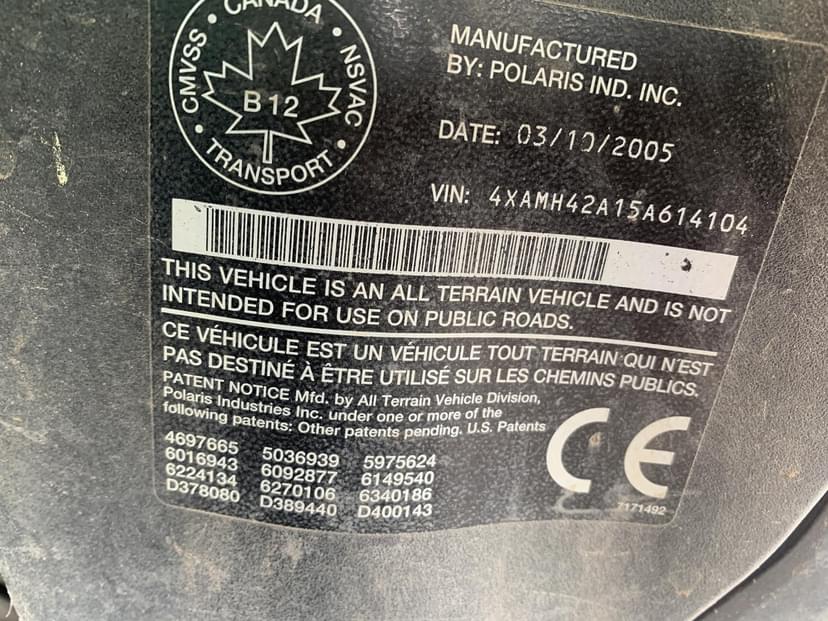 CANADA
CMVSS • NSVAC
B 12
• TRANSPORT •
MANUFACTURED
BY: POLARIS IND. INC.
DATE: 03/10/2005
VIN: 4XAMH42A15A614104
THIS VEHICLE IS AN ALL TERRAIN VEHICLE AND IS NOT
INTENDED FOR USE ON PUBLIC ROADS.
CE VÉHICULE EST UN VÉHICULE TOUT TERRAIN QUI N'EST
PAS DESTINÉ À ÊTRE UTILISÉ SUR LES CHEMINS PUBLICS.
PATENT NOTICE Mfd. by All Terrain Vehicle Division,
Polaris Industries Inc. under one or more of the
following patents: Other patents pending. U.S. Patents
4697665 5036939 5975624
6016943 6092877 6149540
6224134 6270106 6340186
D378080 D389440 D400143
CE
7171492